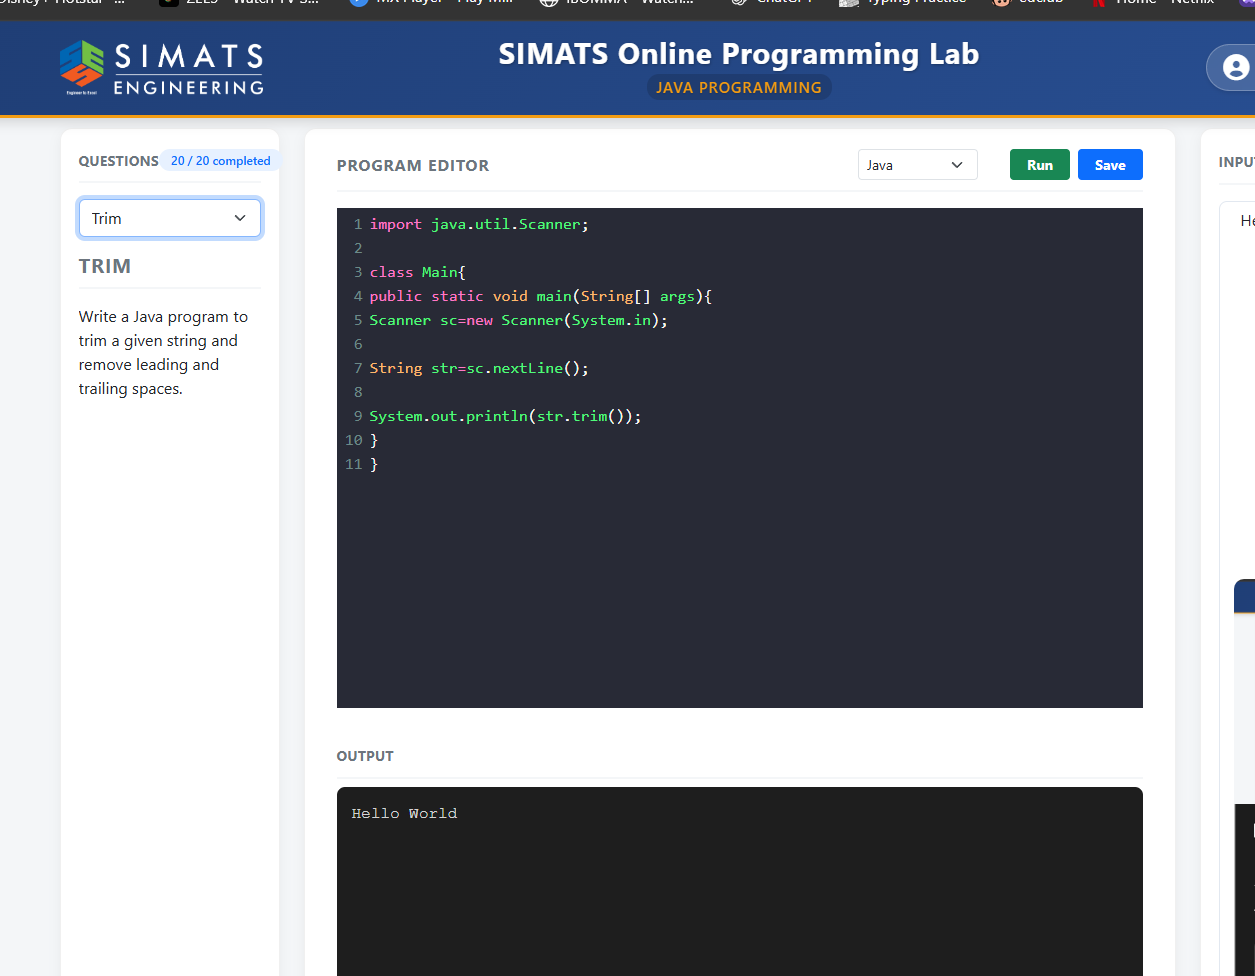 SIMATS
ENGINEERING
Engineer to Excel
SIMATS Online Programming Lab
JAVA PROGRAMMING
QUESTIONS 20 / 20 completed
Trim
TRIM
Write a Java program to
trim a given string and
remove leading and
trailing spaces.
PROGRAM EDITOR
Java
Run
Save
1 import java.util.Scanner;
2
3 class Main{
4 public static void main(String[] args){
5 Scanner sc=new Scanner(System.in);
6
7 String str=sc.nextLine();
8
9 System.out.println(str.trim());
10 }
11 }
OUTPUT
Hello World